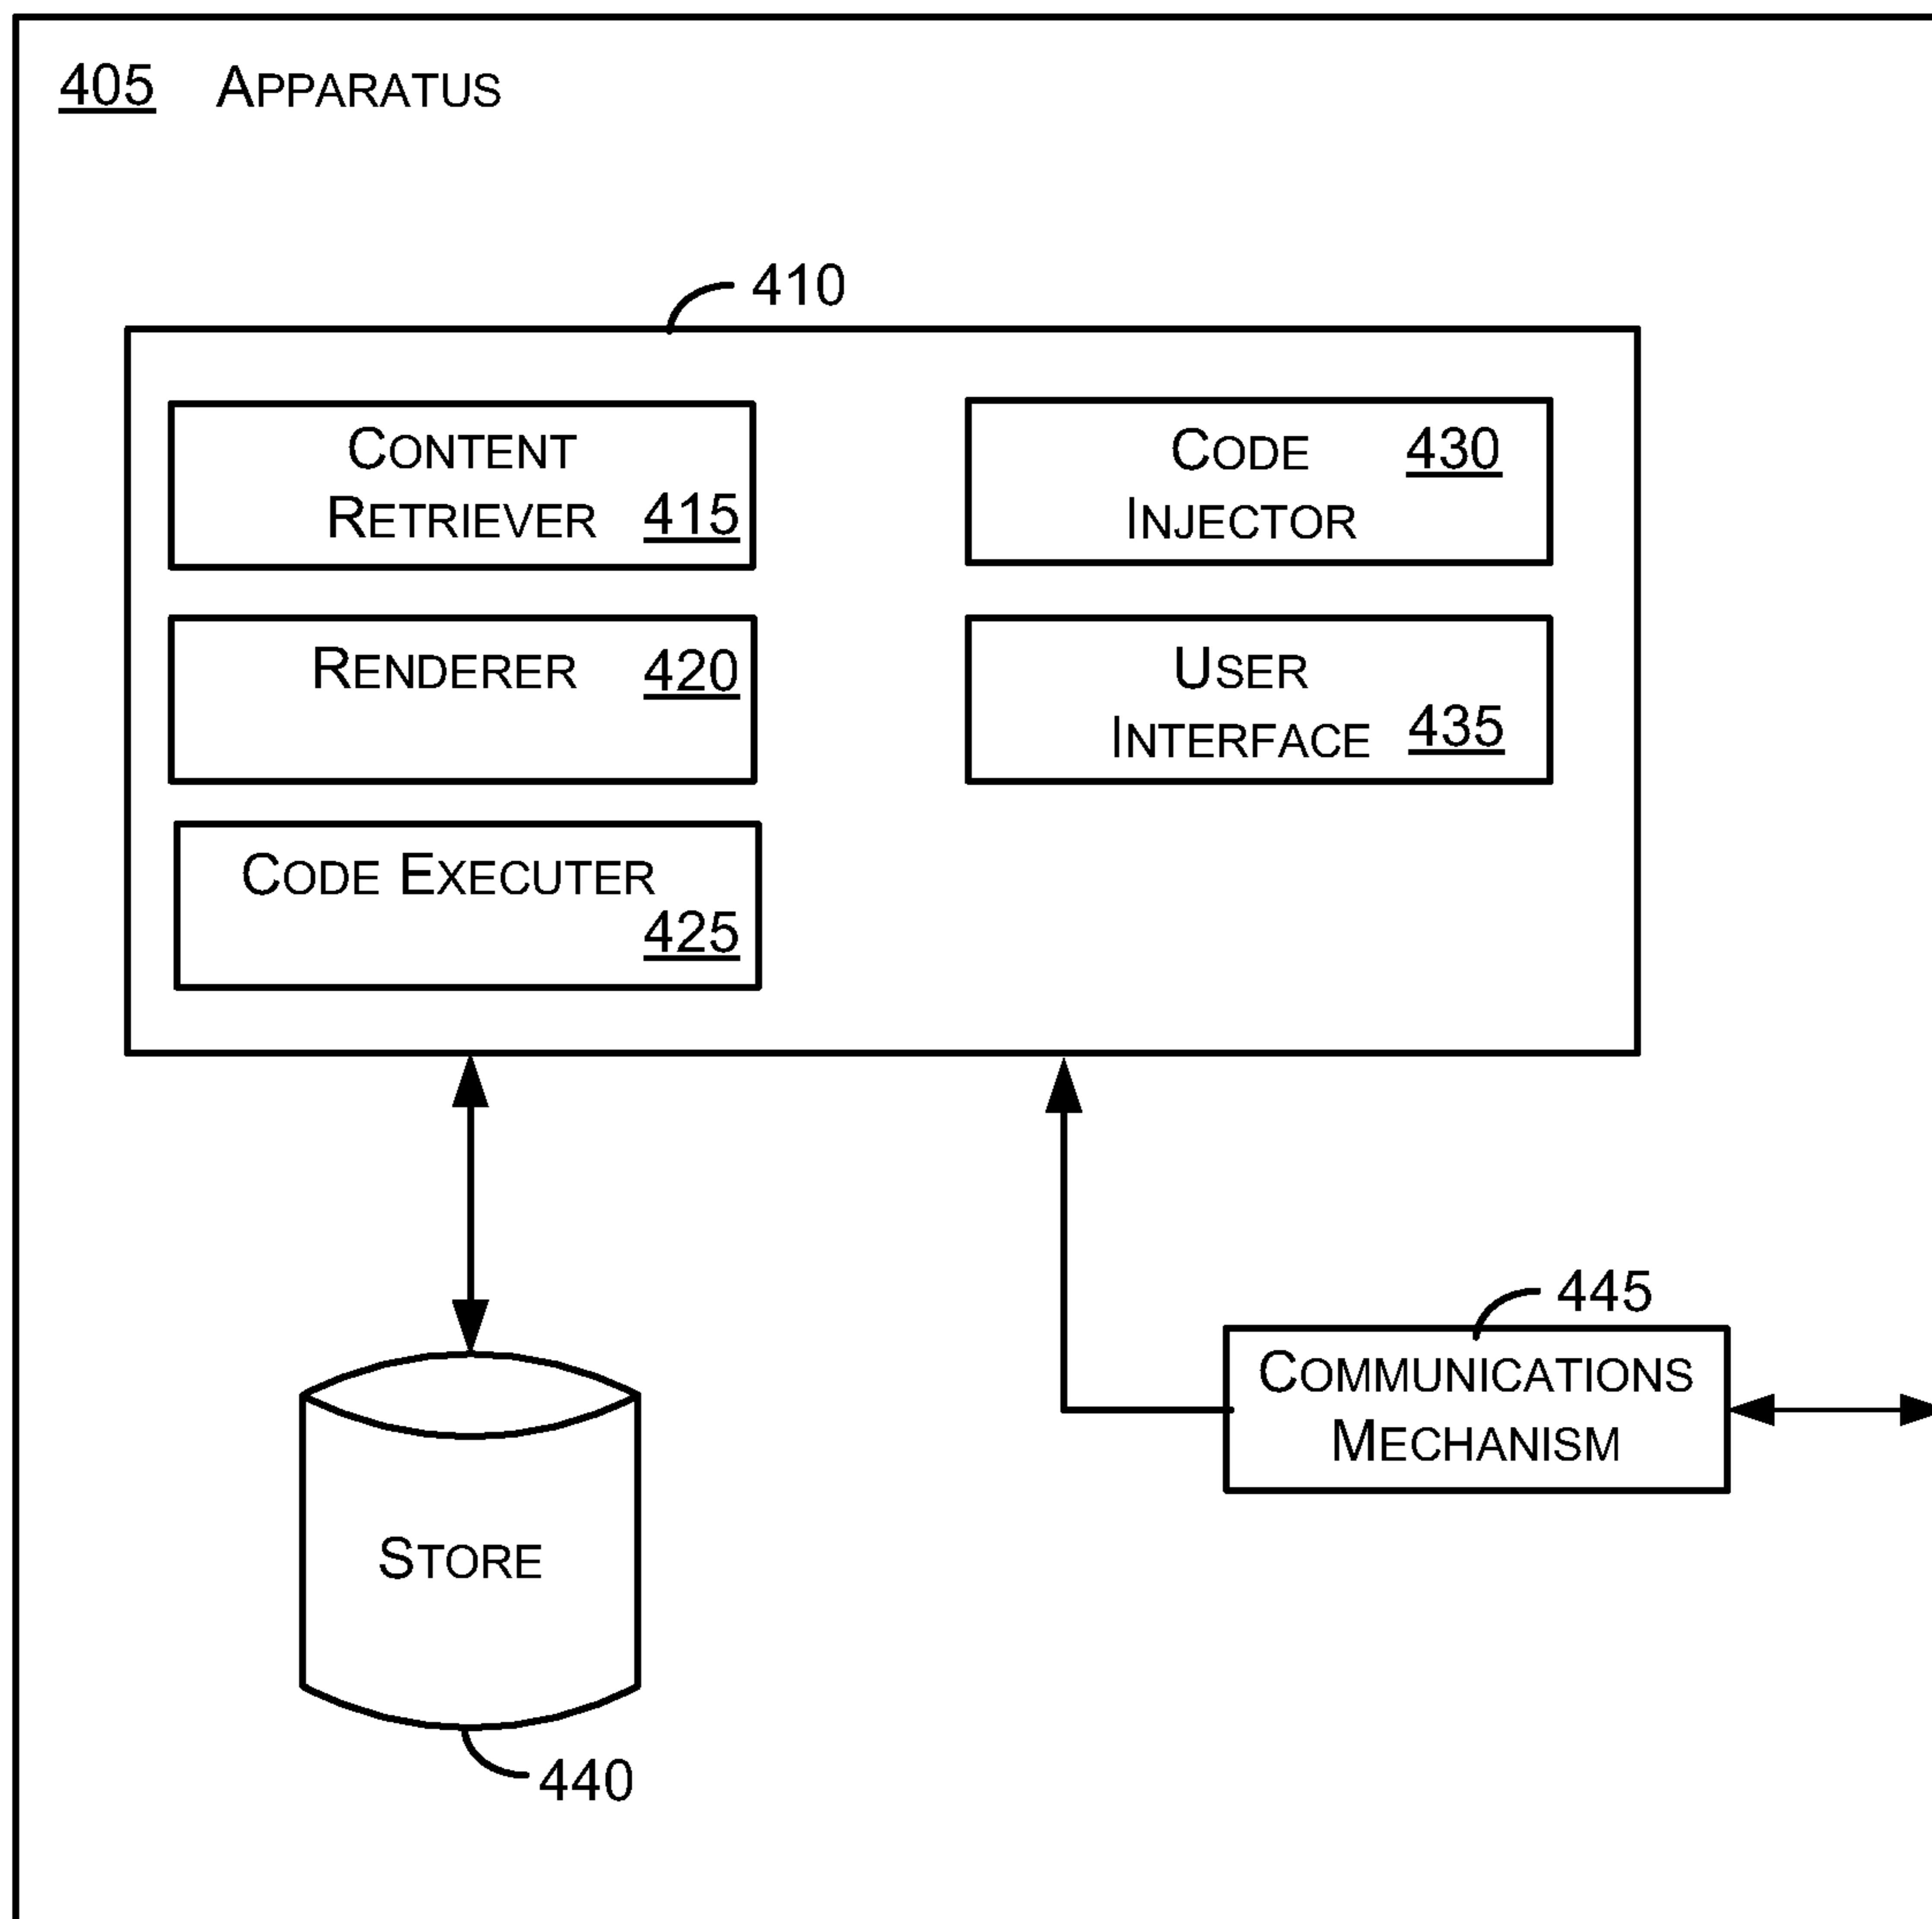 405 APPARATUS
410
CONTENT
RETRIEVER 415
CODE 430
INJECTOR
RENDERER 420
USER
INTERFACE 435
CODE EXECUTER
425
445
COMMUNICATIONS
MECHANISM
STORE
440